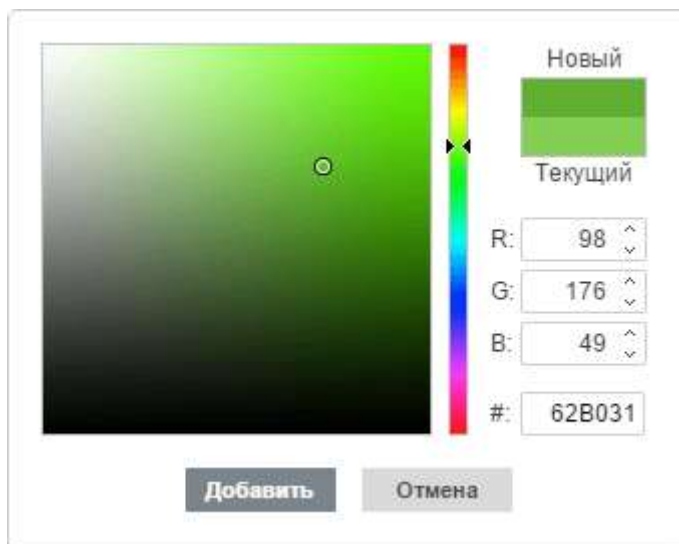 Новый
Текущий
R: 98
G: 176
B: 49
#: 62B031
Добавить Отмена